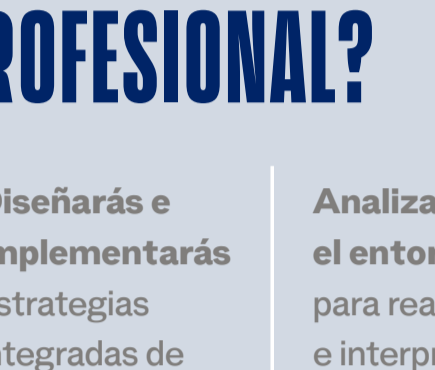 ROFESIONAL?
Diseñarás e
mplementarás
strategias
ntegradas de
Analiza
el entor
para rea
e interpr